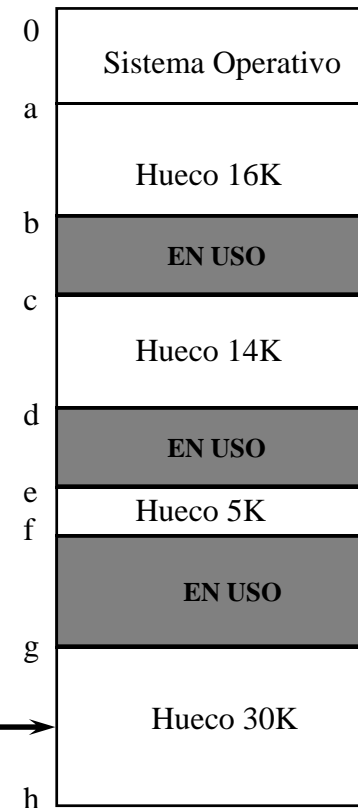 0
Sistema Operativo
a
Hueco 16K
b
EN USO
c
Hueco 14K
d
EN USO
e
Hueco 5K
f
EN USO
g
Hueco 30K
h